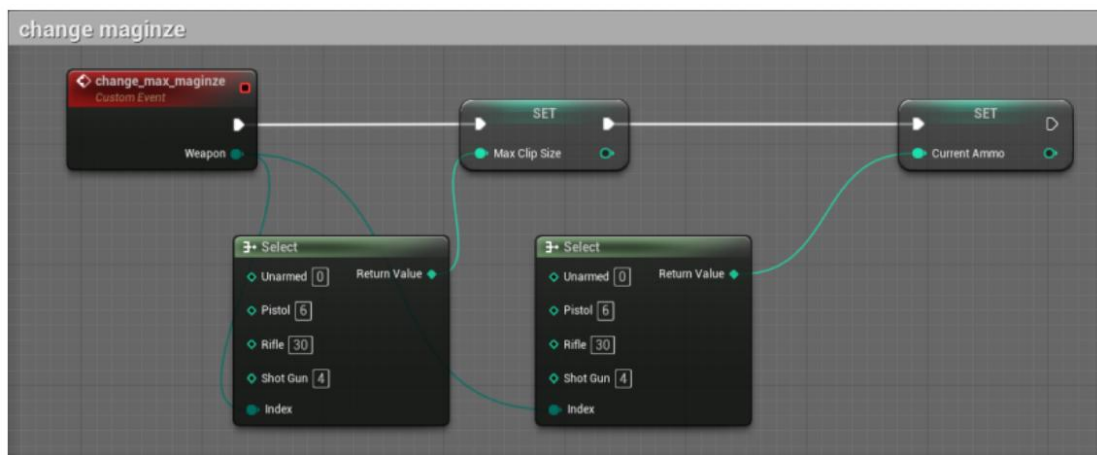 change maginze
change_max_maginze
Custom Event
Weapon
SET
Max Clip Size
SET
Current Ammo
Select
Unarmed 0
Return Value
Pistol 6
Rifle 30
Shot Gun 4
Index
Select
Unarmed 0
Return Value
Pistol 6
Rifle 30
Shot Gun 4
Index